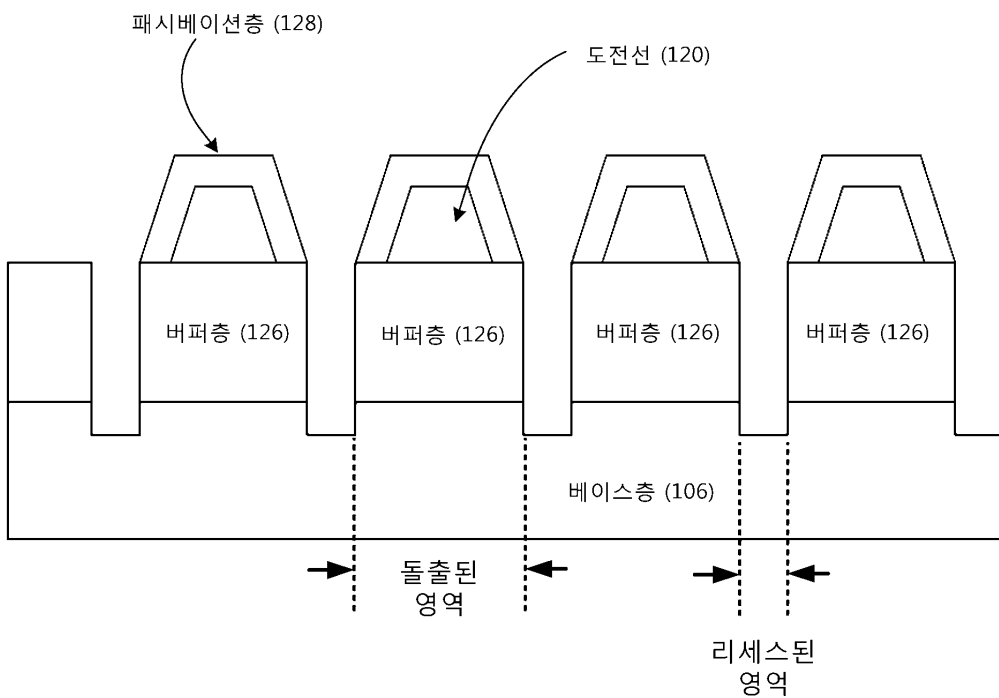 패시베이션층 (128)
도전선 (120)
버퍼층 (126)
버퍼층 (126)
버퍼층 (126)
버퍼층 (126)
베이스층 (106)
돌출된
영역
리세스된
영억